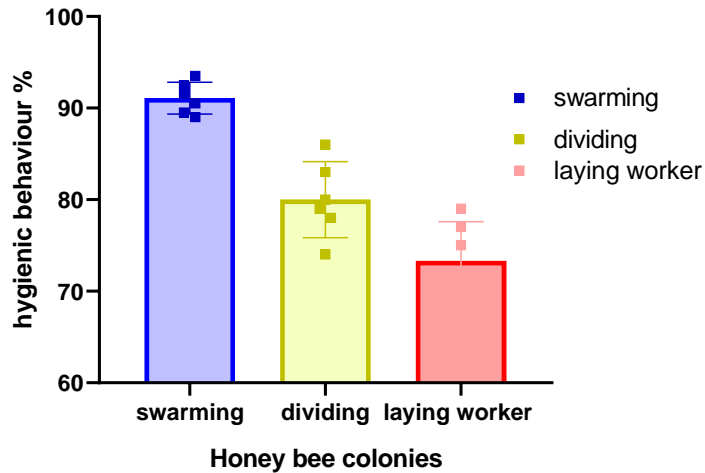 hygienic behaviour %
100
90
80
70
60
swarming
dividing
laying worker
swarming dividing laying worker
Honey bee colonies